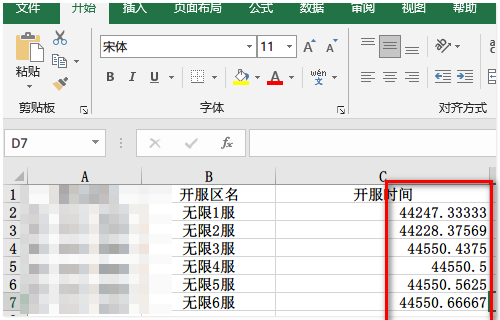 文件 开始 插入 页面布局 公式 数据 审阅 视图 帮助
宋体 11 A A
粘贴 B I U A wén 文
剪贴板 字体 对齐方式
D7 fx
A B C
1 开服区名 开服时间
2 无限1服 44247.33333
3 无限2服 44228.37569
4 无限3服 44550.4375
5 无限4服 44550.5
6 无限5服 44550.5625
7 无限6服 44550.66667